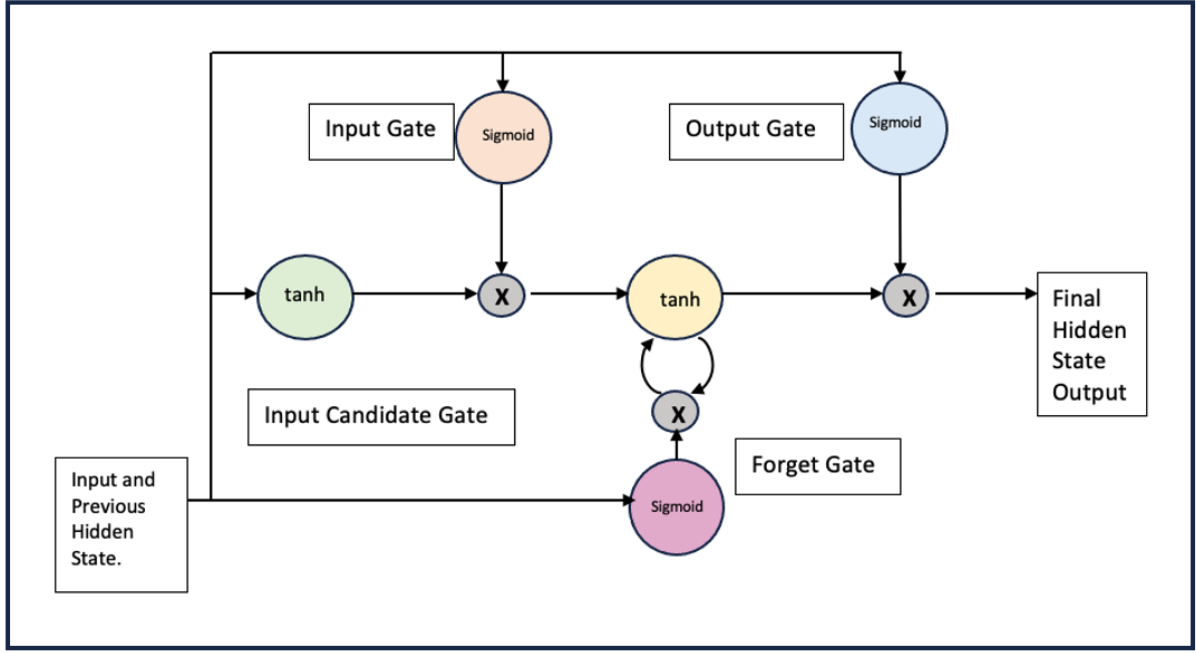 Input Gate
Sigmoid
Output Gate
Sigmoid
tanh
X
tanh
X
Final
Hidden
State
Output
Input Candidate Gate
X
Forget Gate
Input and
Previous
Hidden
State.
Sigmoid